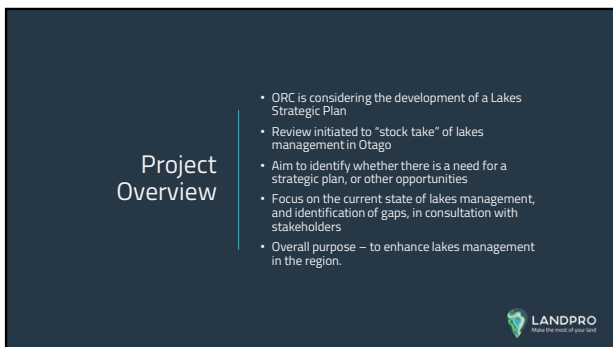 Project
Overview
• ORC is considering the development of a Lakes
Strategic Plan
• Review initiated to “stock take” of lakes
management in Otago
• Aim to identify whether there is a need for a
strategic plan, or other opportunities
• Focus on the current state of lakes management,
and identification of gaps, in consultation with
stakeholders
• Overall purpose – to enhance lakes management
in the region.
LANDPRO
Make the most of your land